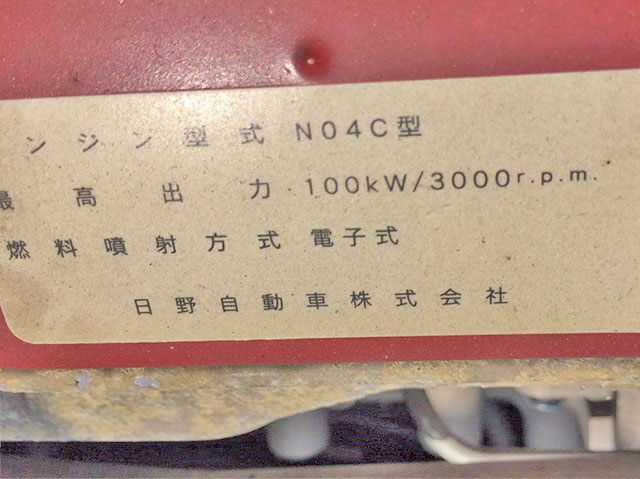 ンジン型式 N04C型
最高出力 100kW/3000r.p.m.
燃料噴射方式 電子式
日野自動車株式会社